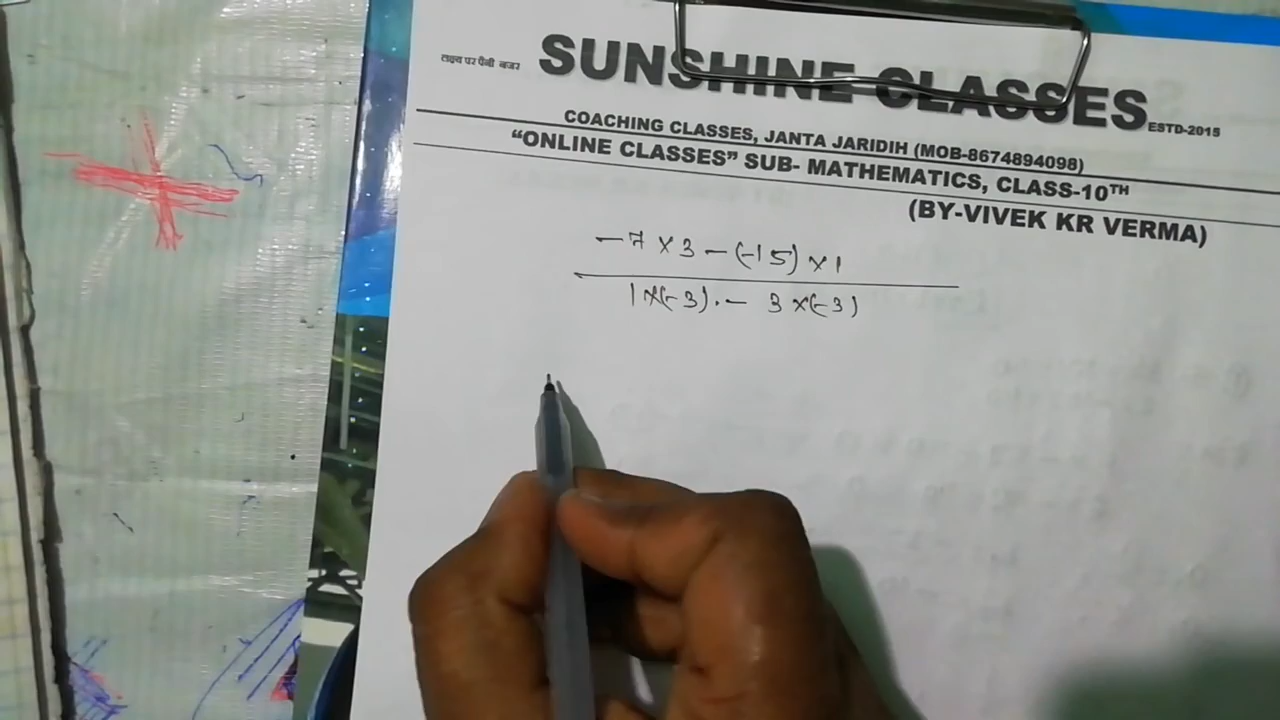 लक्ष्य पर पैनी नजर
SUNSHINE CLASSES ESTD-2015
COACHING CLASSES, JANTA JARIDIH (MOB-8674894098)
“ONLINE CLASSES” SUB- MATHEMATICS, CLASS-10TH
(BY-VIVEK KR VERMA)
-7 × 3 - (-15) × 1
1×(-3). - 3 ×(-3)